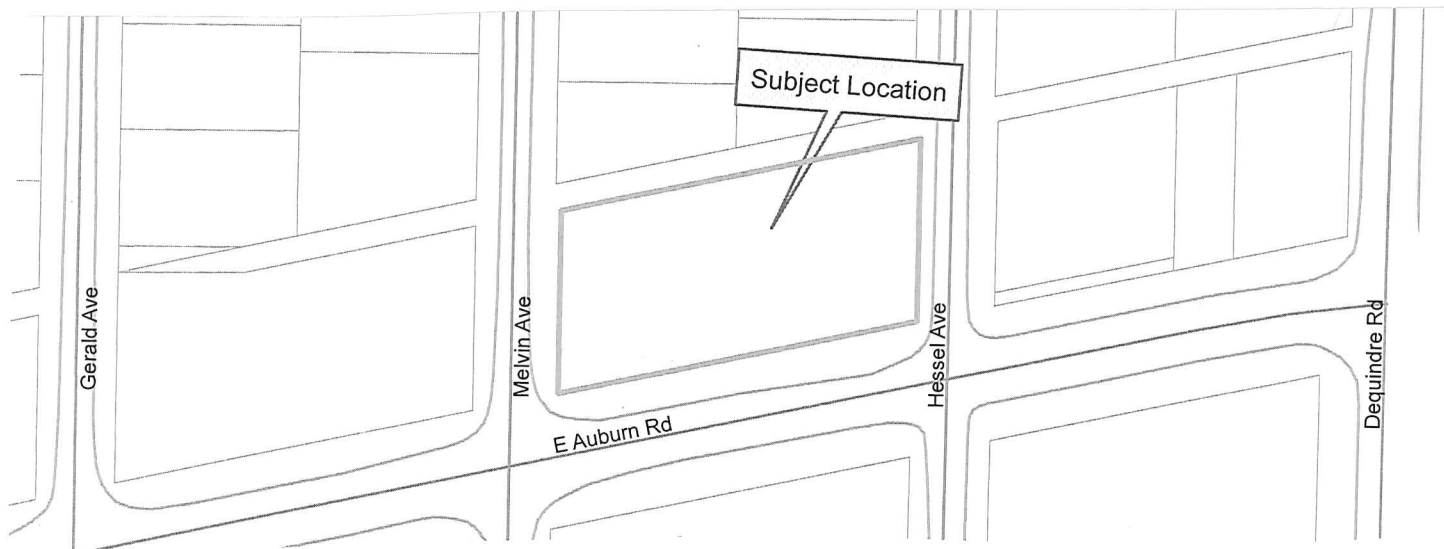 Subject Location
Gerald Ave
Melvin Ave
E Auburn Rd
Hessel Ave
Dequindre Rd